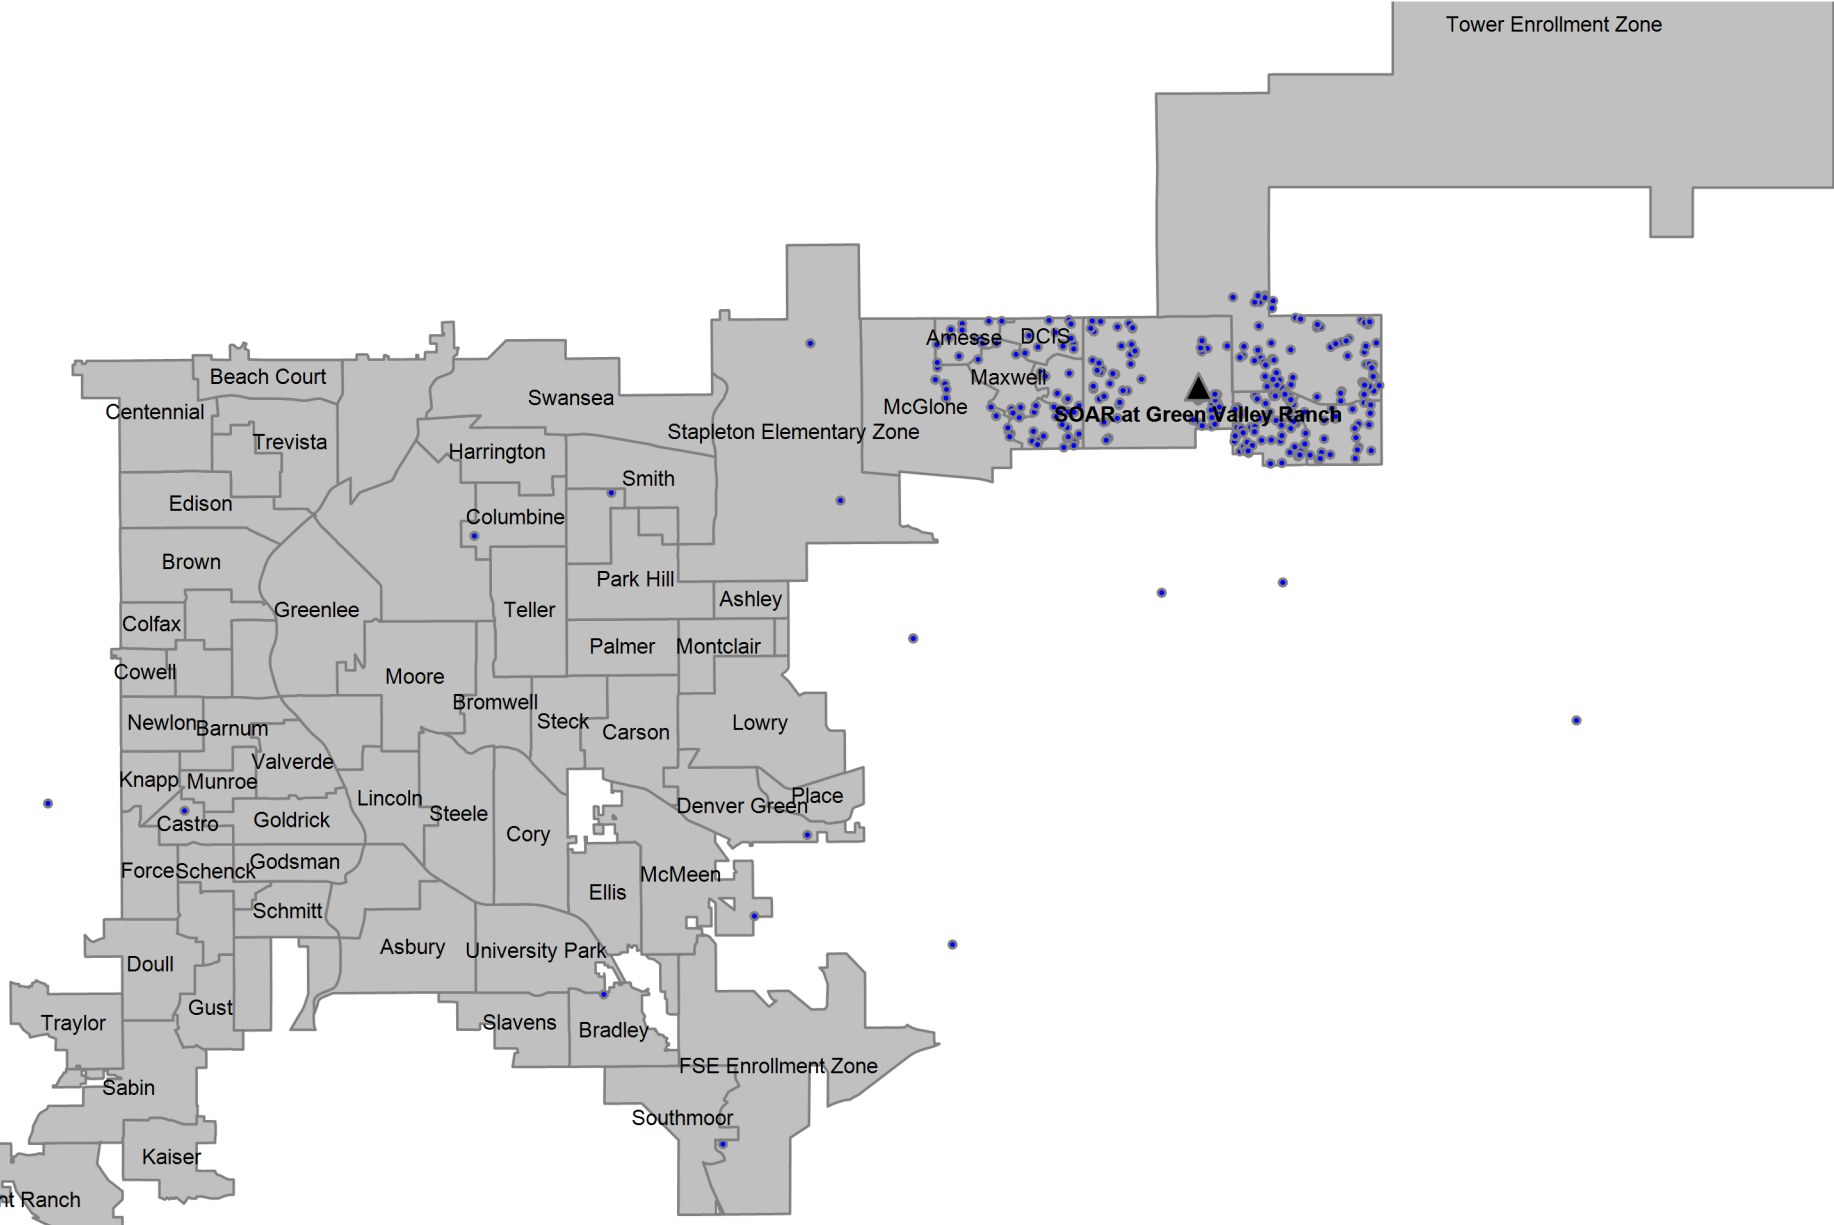 Tower Enrollment Zone
Amesse
DCIS
Beach Court
Maxwell
Swansea
McGlone
Centennial
SOAR at Green Valley Ranch
Stapleton Elementary Zone
Trevista
Harrington
Smith
Edison
Columbine
Brown
Park Hill
Ashley
Greenlee
Teller
Colfax
Palmer
Montclair
Cowell
Moore
Bromwell
Newlon
Barnum
Steck
Carson
Lowry
Valverde
Knapp
Munroe
Lincoln
Denver Green
Place
Steele
Castro
Goldrick
Cory
Godsman
Force
Schenck
McMeen
Ellis
Schmitt
Asbury
University Park
Doull
Gust
Traylor
Slavens
Bradley
FSE Enrollment Zone
Sabin
Southmoor
Kaiser
nt Ranch